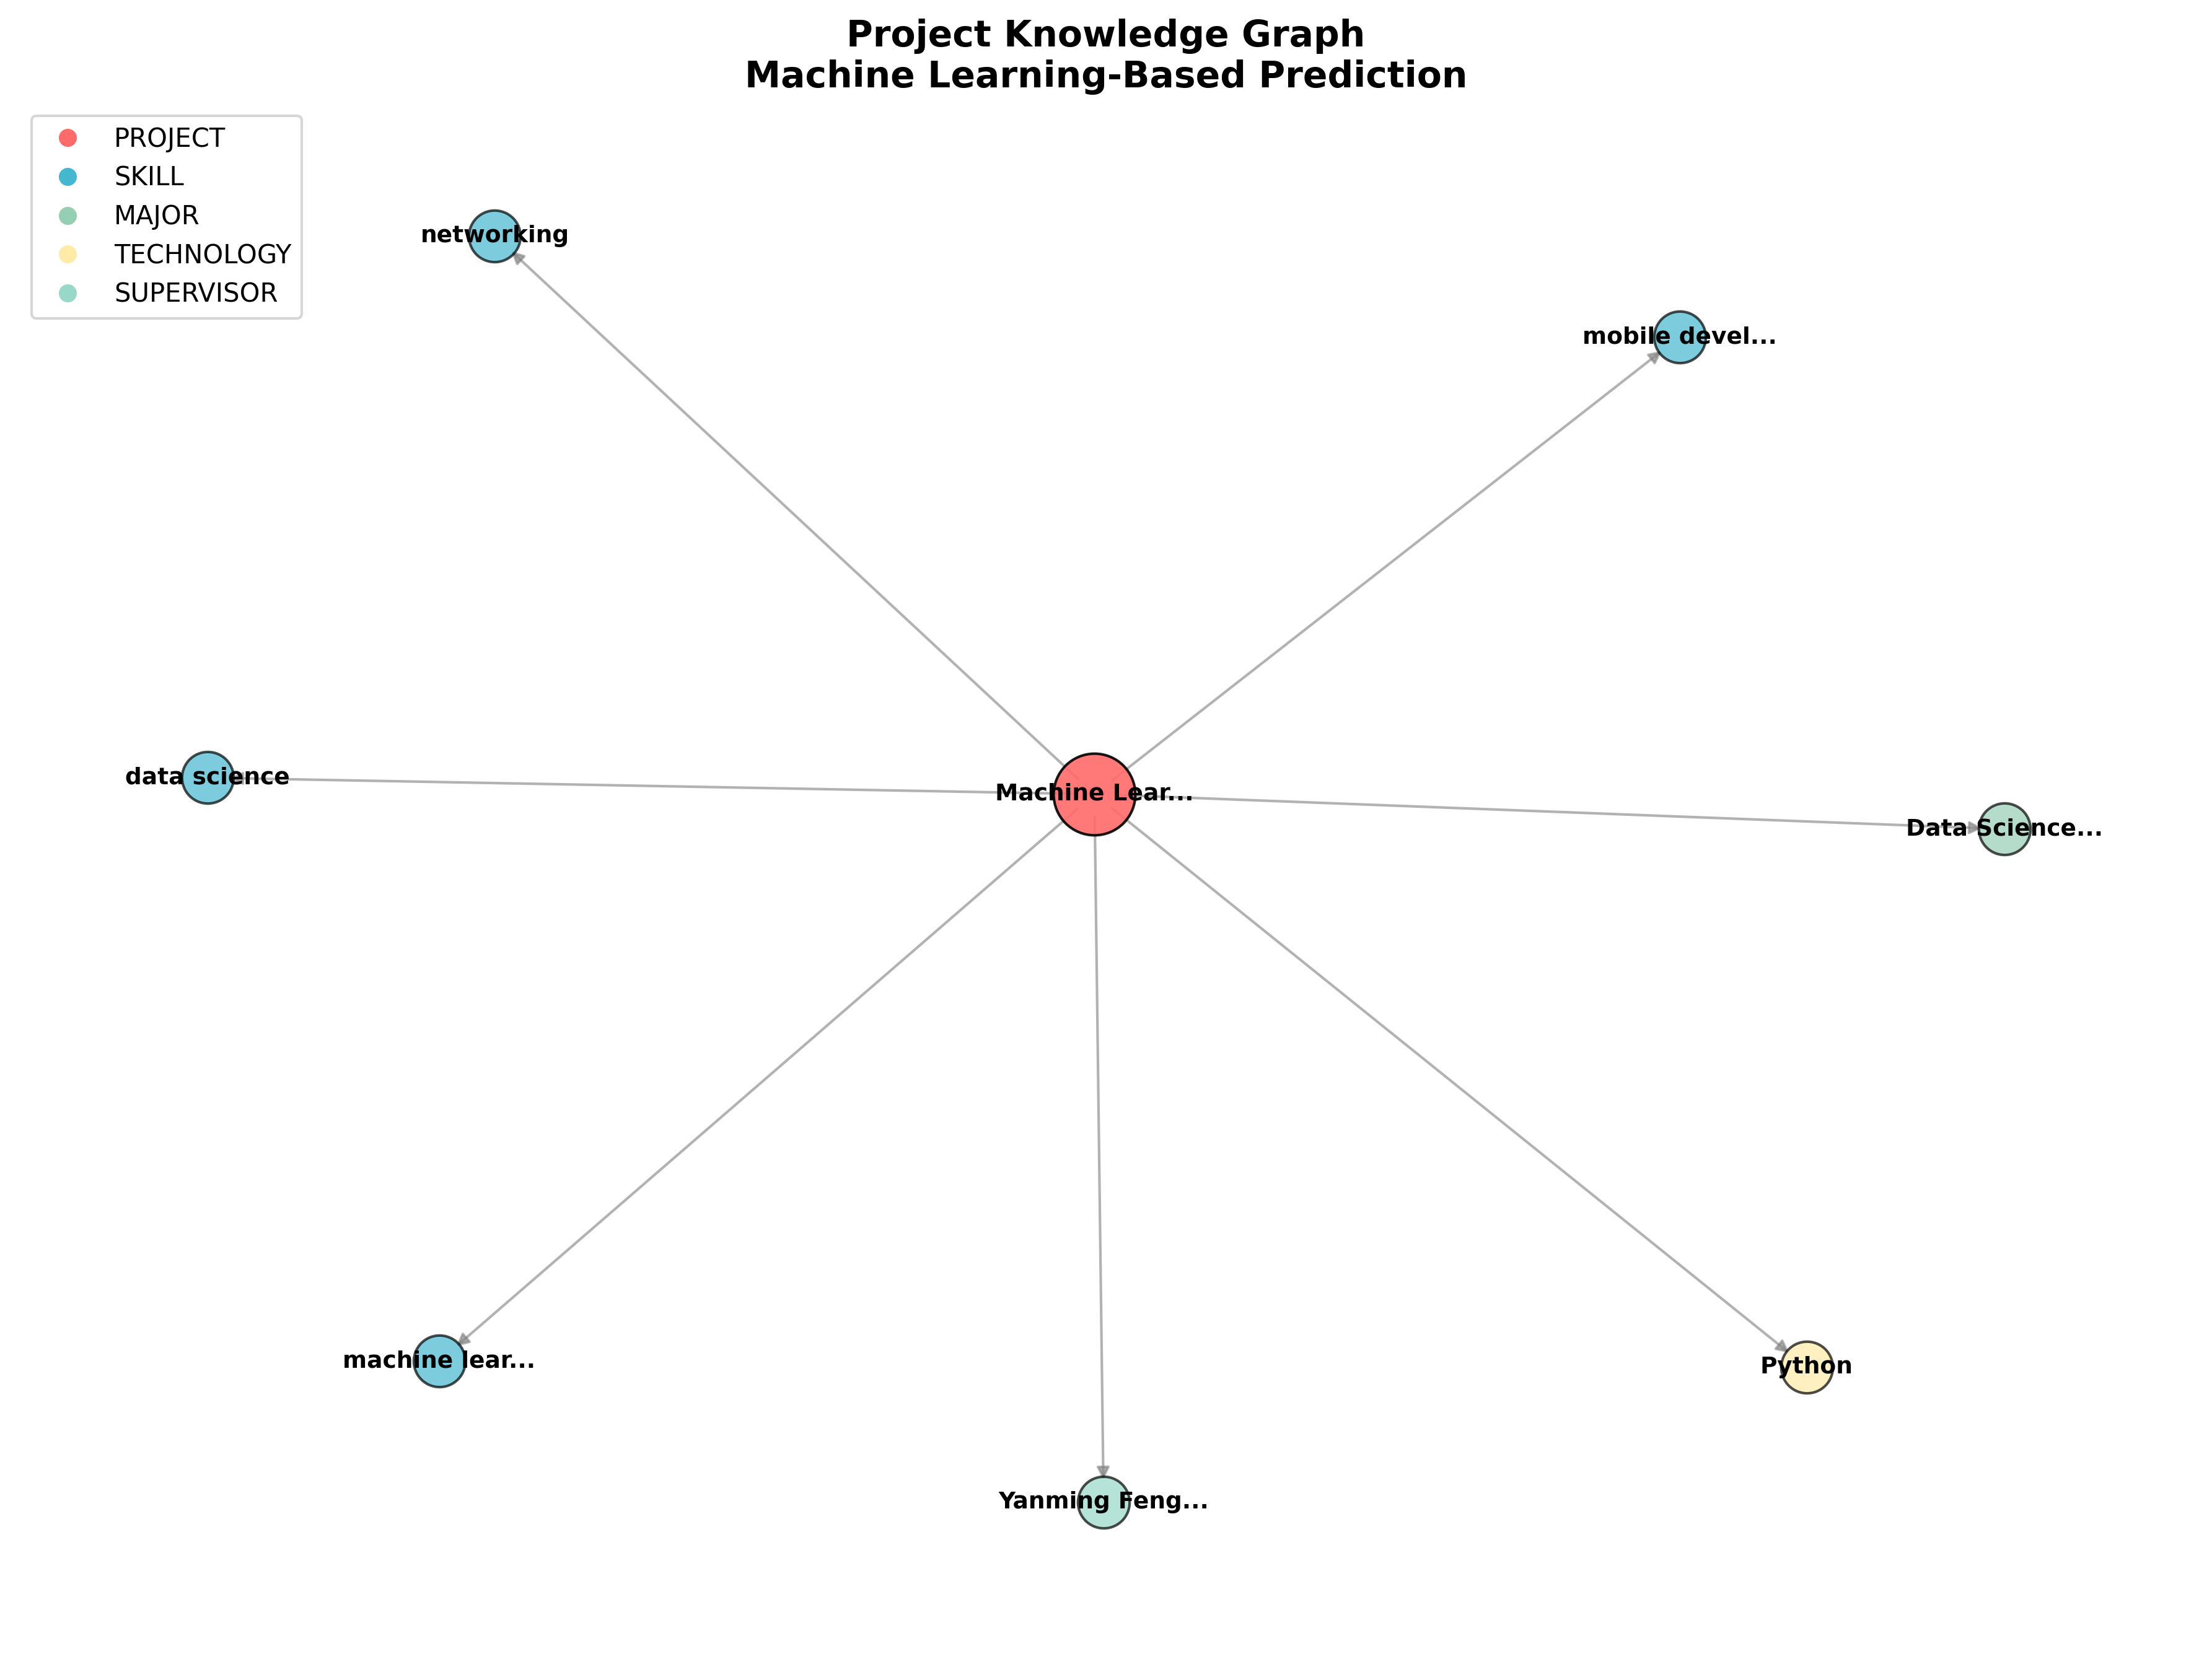 Project Knowledge Graph
Machine Learning-Based Prediction
PROJECT
SKILL
MAJOR
TECHNOLOGY
SUPERVISOR
networking
mobile devel...
data science
Machine Lear...
Data Science...
machine lear...
Python
Yanming Feng...